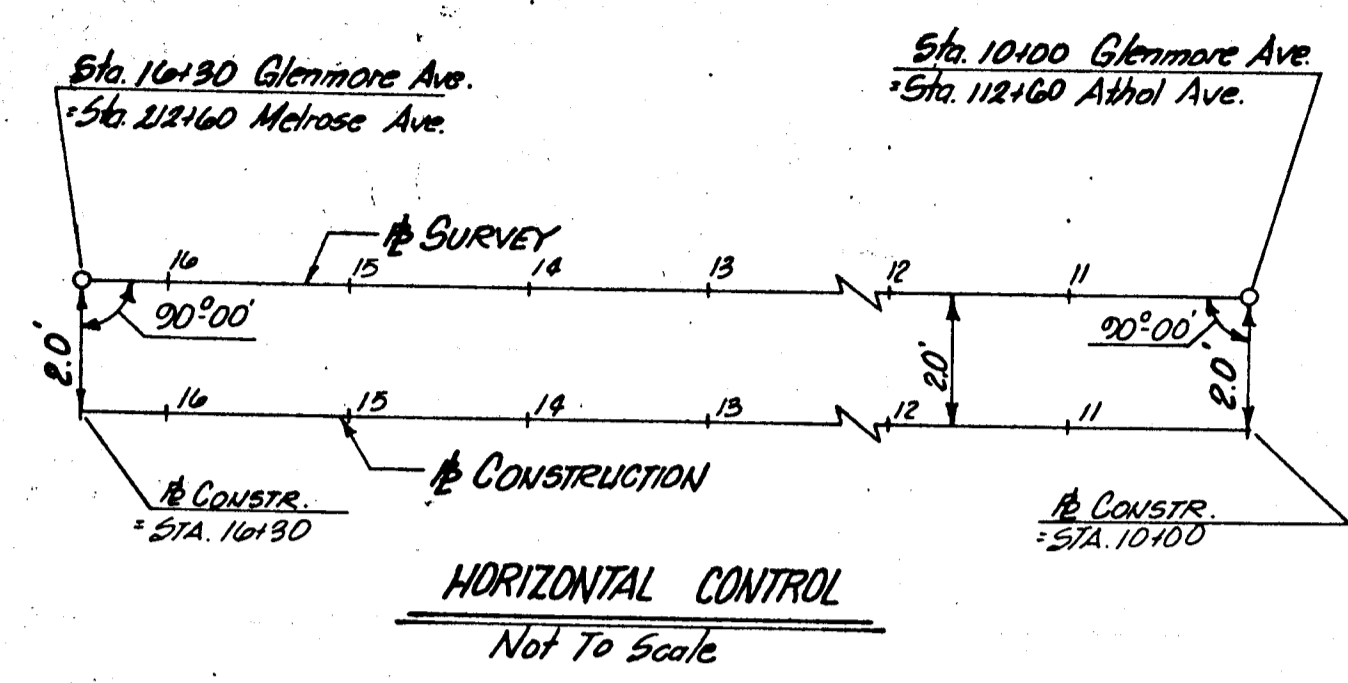 Sta. 16+30 Glenmore Ave.
=Sta. 212+60 Melrose Ave.
Sta. 10+00 Glenmore Ave.
=Sta. 112+60 Athol Ave.
℄ SURVEY
16 15 14 13 12 11
90°00'
90°00'
2.0'
2.0'
2.0'
16 15 14 13 12 11
℄ CONSTRUCTION
℄ CONSTR.
=STA. 16+30
℄ CONSTR.
=STA. 10+00
HORIZONTAL CONTROL
Not To Scale